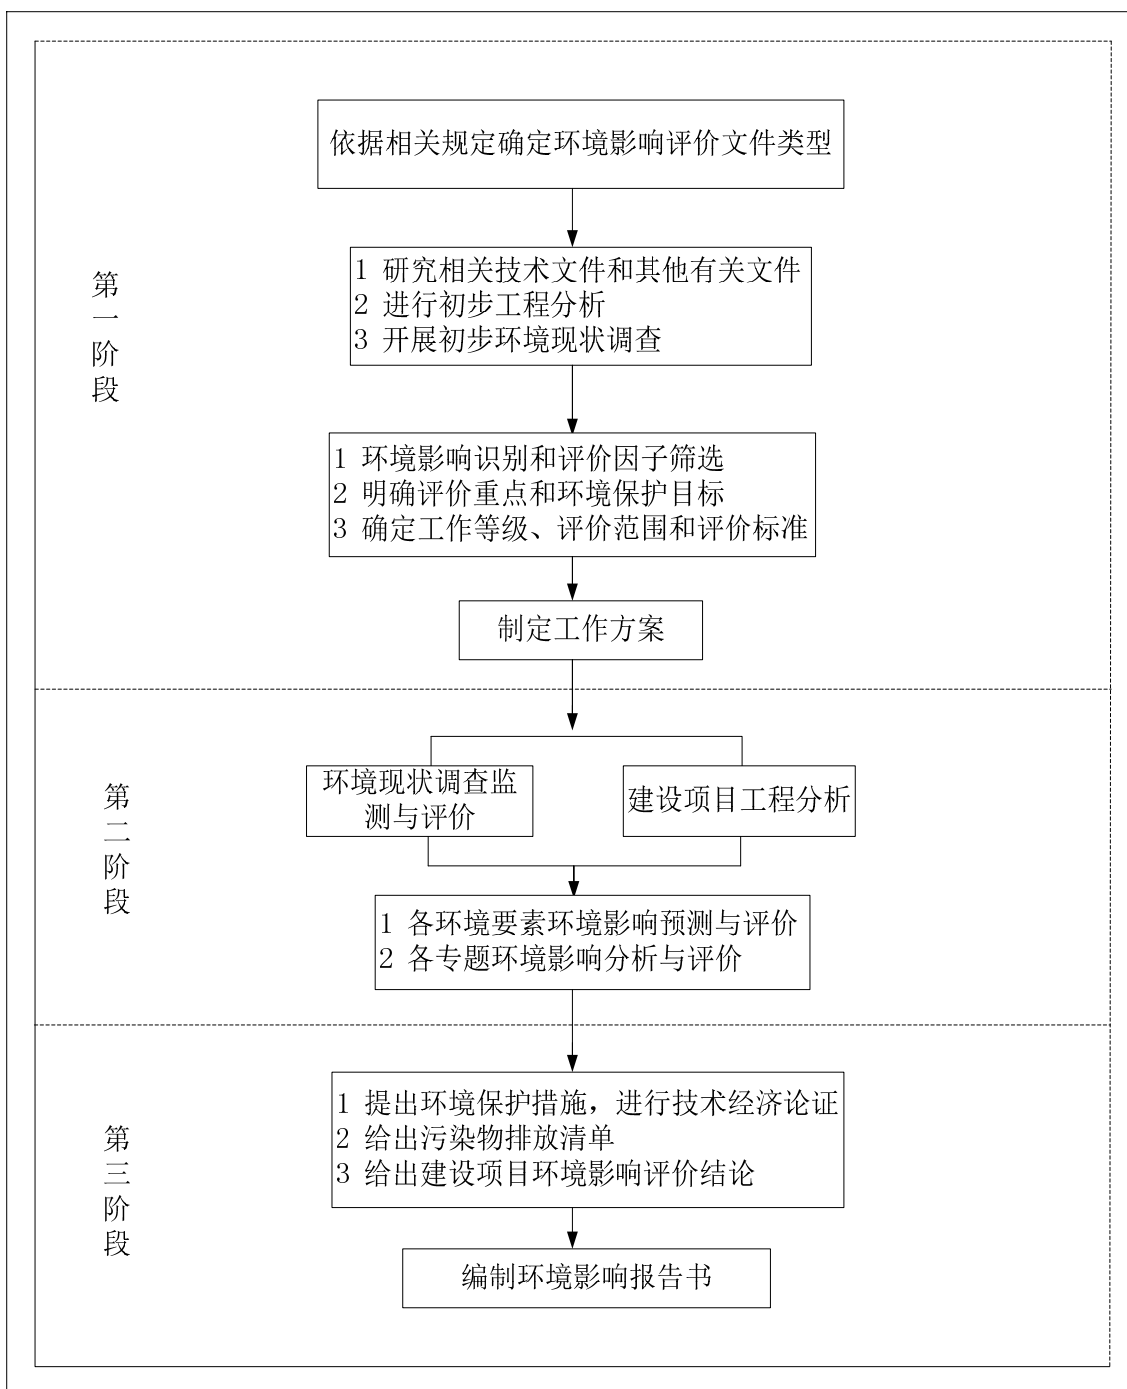 依据相关规定确定环境影响评价文件类型
第一阶段
1 研究相关技术文件和其他有关文件
2 进行初步工程分析
3 开展初步环境现状调查
1 环境影响识别和评价因子筛选
2 明确评价重点和环境保护目标
3 确定工作等级、评价范围和评价标准
制定工作方案
第二阶段
环境现状调查监
测与评价
建设项目工程分析
1 各环境要素环境影响预测与评价
2 各专题环境影响分析与评价
第三阶段
1 提出环境保护措施，进行技术经济论证
2 给出污染物排放清单
3 给出建设项目环境影响评价结论
编制环境影响报告书